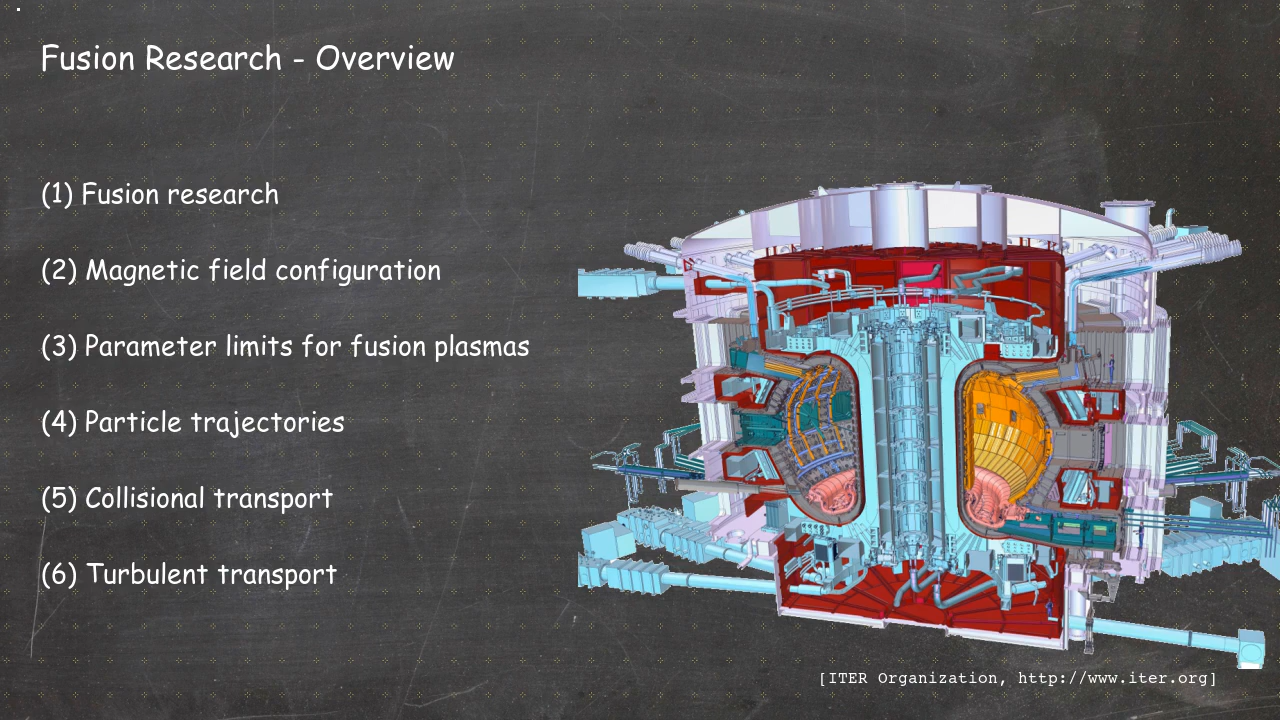 Fusion Research - Overview
(1) Fusion research
(2) Magnetic field configuration
(3) Parameter limits for fusion plasmas
(4) Particle trajectories
(5) Collisional transport
(6) Turbulent transport
[ITER Organization, http://www.iter.org]